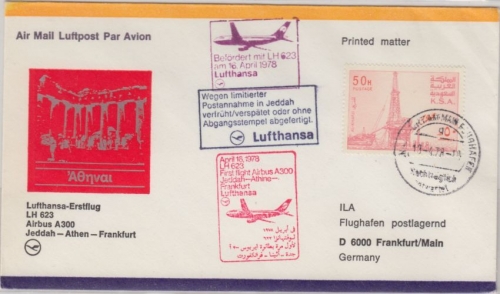 Air Mail Luftpost Par Avion
Befördert mit LH 623
am 16. April 1978
Lufthansa
Printed matter
Wegen limitierter
Postannahme in Jeddah
verfrüht/verspätet oder ohne
Abgangsstempel abgefertigt.
Lufthansa
50
K.S.A.
Ἀθῆναι
April 16, 1978
LH 623
First flight Airbus A300
Jeddah–Athens–
Frankfurt
Lufthansa
Lufthansa-Erstflug
LH 623
Airbus A300
Jeddah–Athen–Frankfurt
ILA
Flughafen postlagernd
D 6000 Frankfurt/Main
Germany